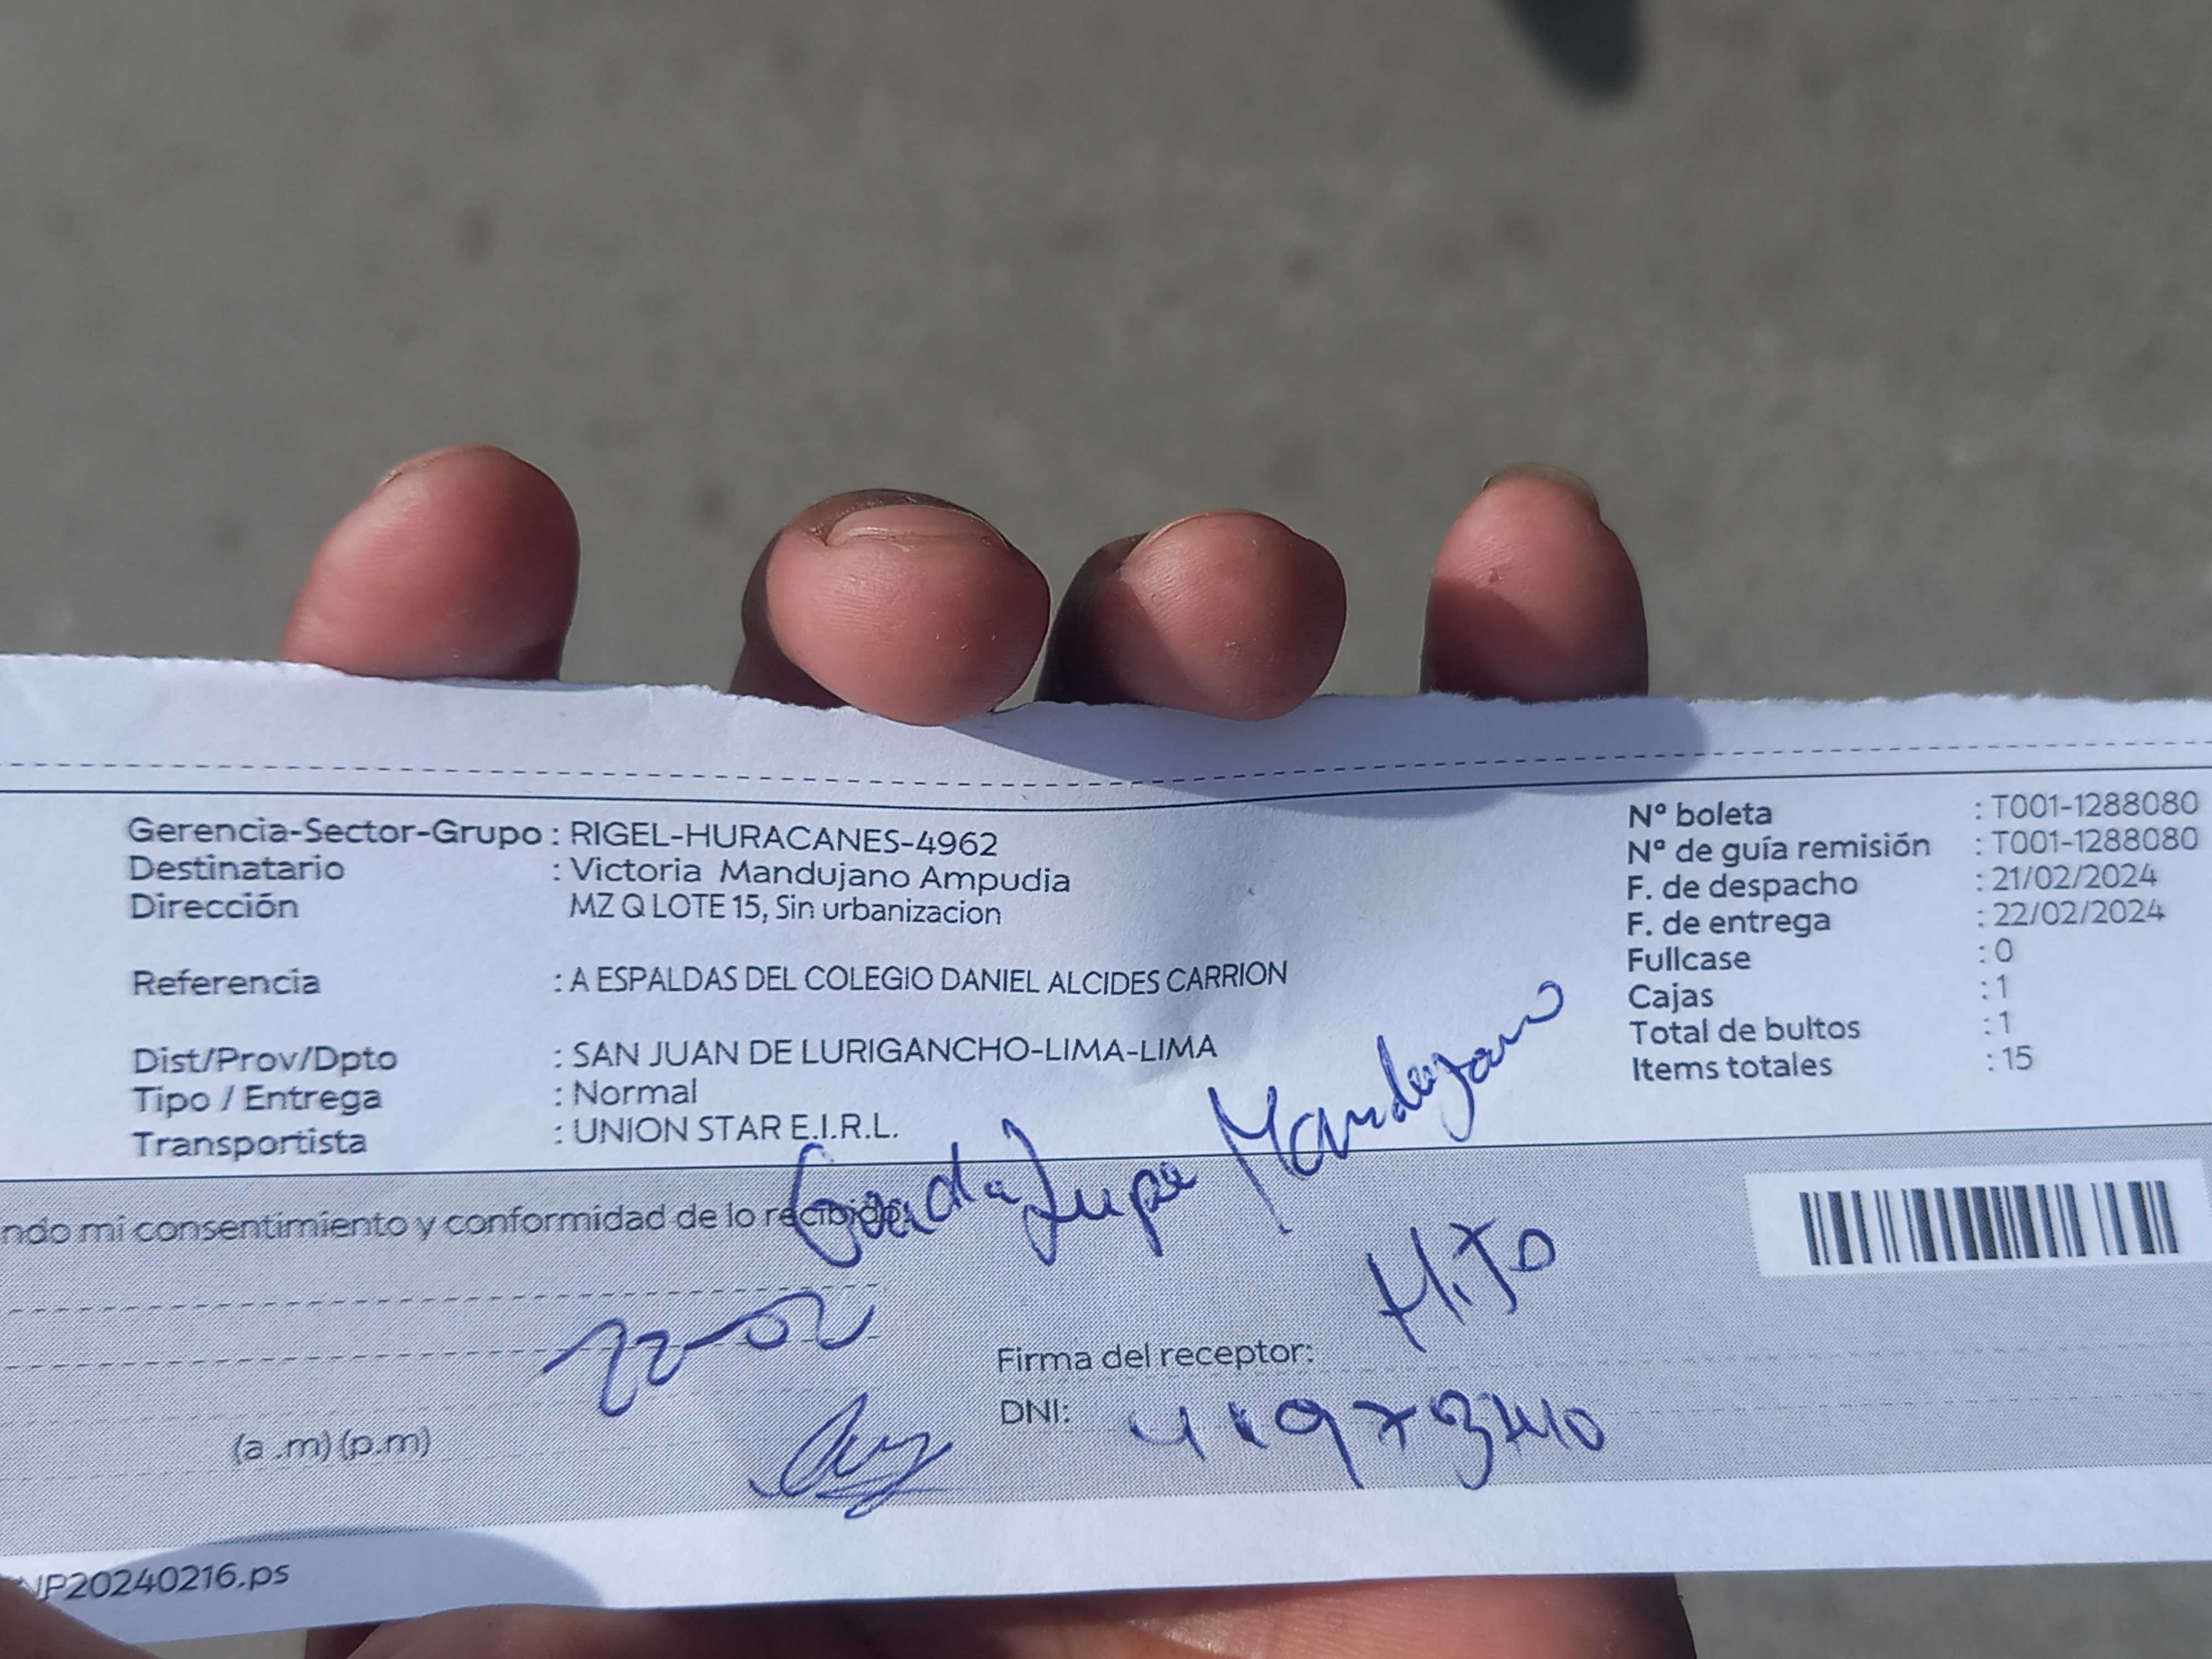 Gerencia-Sector-Grupo : RIGEL-HURACANES-4962
Destinatario : Victoria Mandujano Ampudia
Dirección MZ Q LOTE 15, Sin urbanizacion
Referencia : A ESPALDAS DEL COLEGIO DANIEL ALCIDES CARRION
Dist/Prov/Dpto : SAN JUAN DE LURIGANCHO-LIMA-LIMA
Tipo / Entrega : Normal
Transportista : UNION STAR E.I.R.L.
Nº boleta : T001-1288080
Nº de guía remisión : T001-1288080
F. de despacho : 21/02/2024
F. de entrega : 22/02/2024
Fullcase : 0
Cajas : 1
Total de bultos : 1
Items totales : 15
Guadalupe Mandujano
ndo mi consentimiento y conformidad de lo recibido
Hijo
22-02
Firma del receptor:
DNI:
(a .m) (p.m)
NP20240216.ps